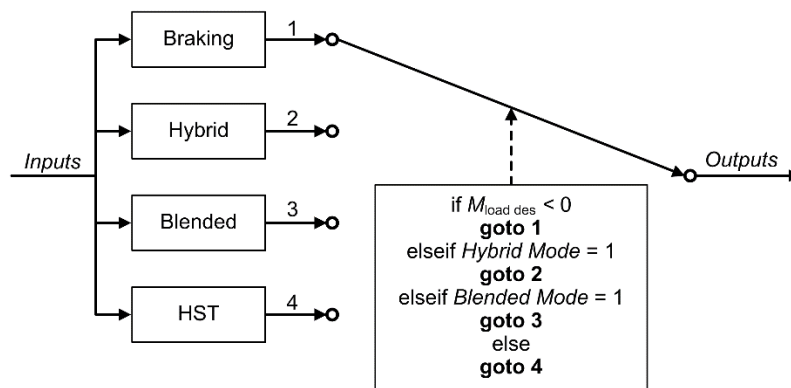 Braking
1
Hybrid
2
Inputs
Outputs
Blended
3
HST
4
if M_load des < 0
goto 1
elseif Hybrid Mode = 1
goto 2
elseif Blended Mode = 1
goto 3
else
goto 4